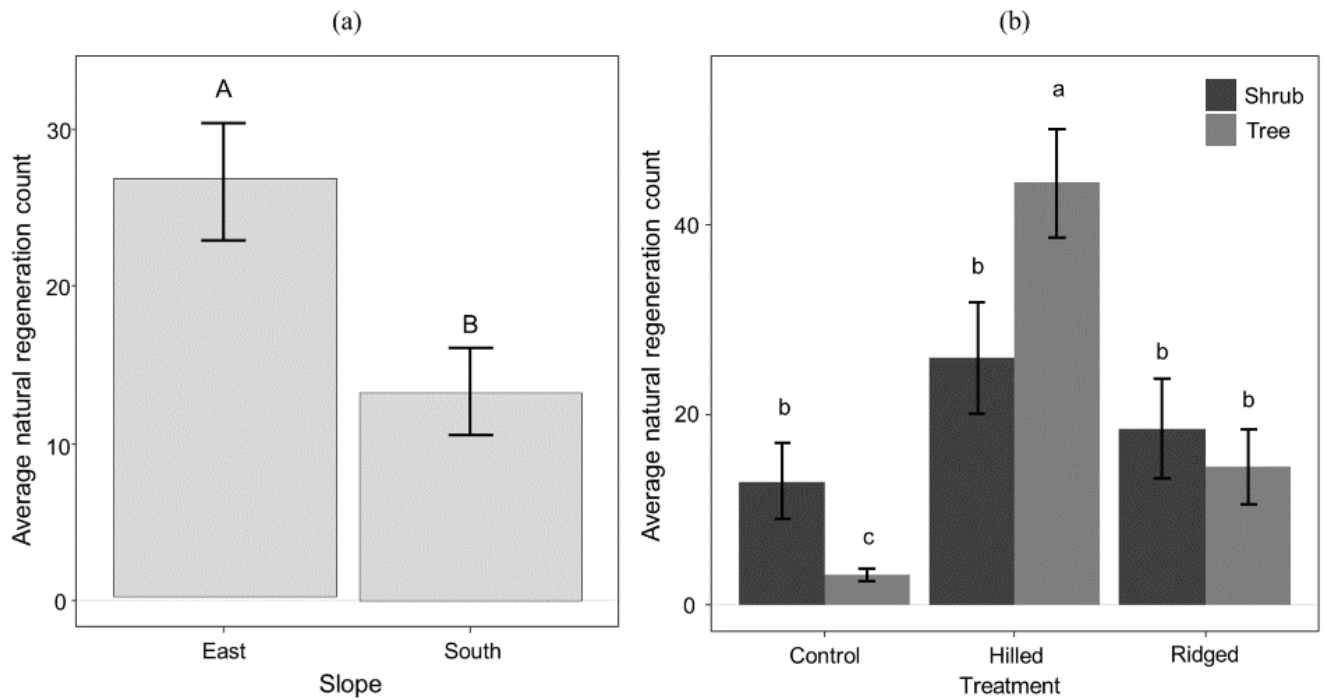 (a)
Average natural regeneration count
30
20
10
0
A
B
East
South
Slope
(b)
Average natural regeneration count
40
20
0
Shrub
Tree
b
c
b
a
b
b
Control
Hilled
Ridged
Treatment